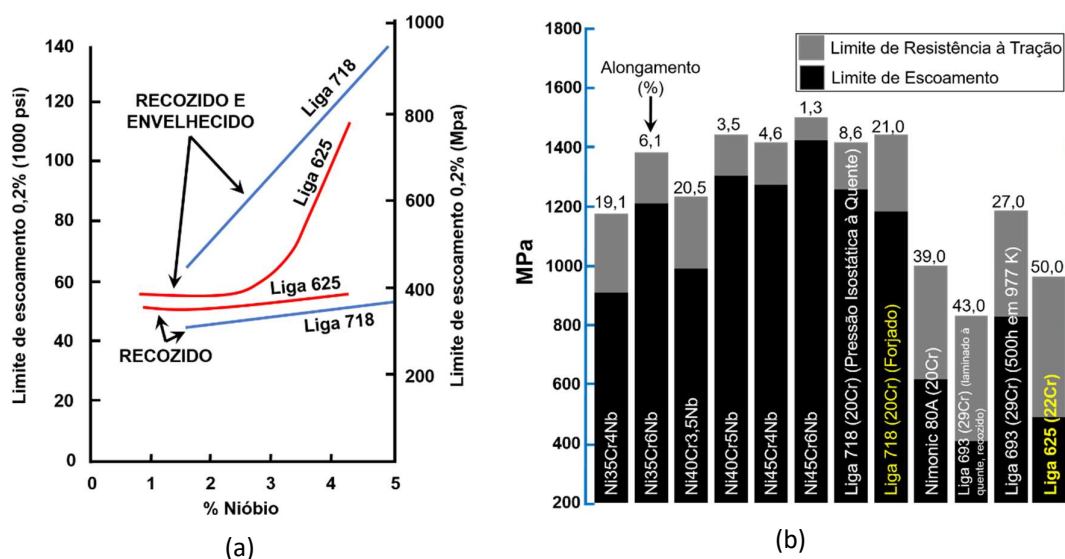 Limite de escoamento 0,2% (1000 psi)
140
120
100
80
60
40
20
0
0
1
2
3
4
5
% Nióbio
1000
800
600
400
200
Limite de escoamento 0,2% (Mpa)
RECOZIDO E
ENVELHECIDO
Liga 718
Liga 625
Liga 625
Liga 718
RECOZIDO
(a)
MPa
1800
1600
1400
1200
1000
800
600
400
200
Limite de Resistência à Tração
Limite de Escoamento
Alongamento
(%)
19,1
6,1
20,5
3,5
4,6
1,3
8,6
21,0
39,0
43,0
27,0
50,0
Ni35Cr4Nb
Ni35Cr6Nb
Ni40Cr3,5Nb
Ni40Cr5Nb
Ni45Cr4Nb
Ni45Cr6Nb
Liga 718 (20Cr) (Pressão Isostática à Quente)
Liga 718 (20Cr) (Forjado)
Nimonic 80A (20Cr)
Liga 693 (29Cr) (laminado à
quente, recozido)
Liga 693 (29Cr) (500h em 977 K)
Liga 625 (22Cr)
(b)